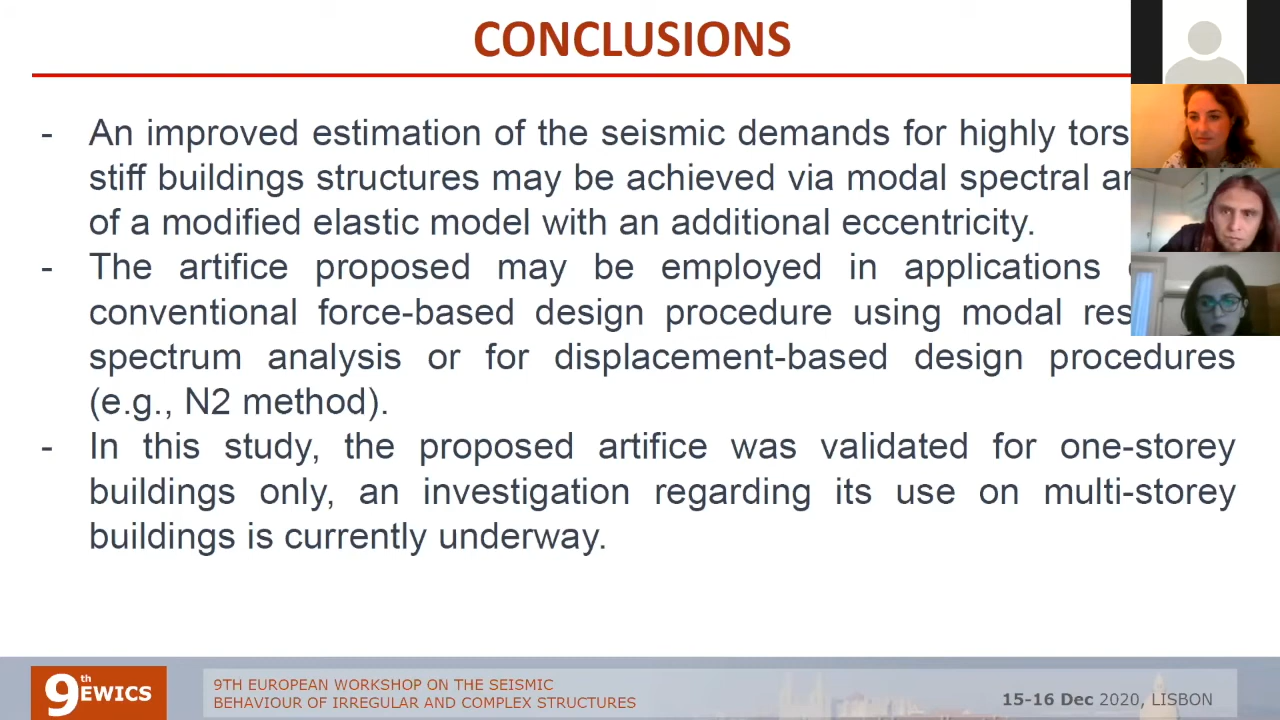 CONCLUSIONS
- An improved estimation of the seismic demands for highly
stiff buildings structures may be achieved via modal spectral
of a modified elastic model with an additional eccentricity.
- The artifice proposed may be employed in applications
conventional force-based design procedure using modal
spectrum analysis or for displacement-based design procedures
(e.g., N2 method).
- In this study, the proposed artifice was validated for one-storey
buildings only, an investigation regarding its use on multi-storey
buildings is currently underway.
9th EWICS
9TH EUROPEAN WORKSHOP ON THE SEISMIC
BEHAVIOUR OF IRREGULAR AND COMPLEX STRUCTURES
15-16 Dec 2020, LISBON